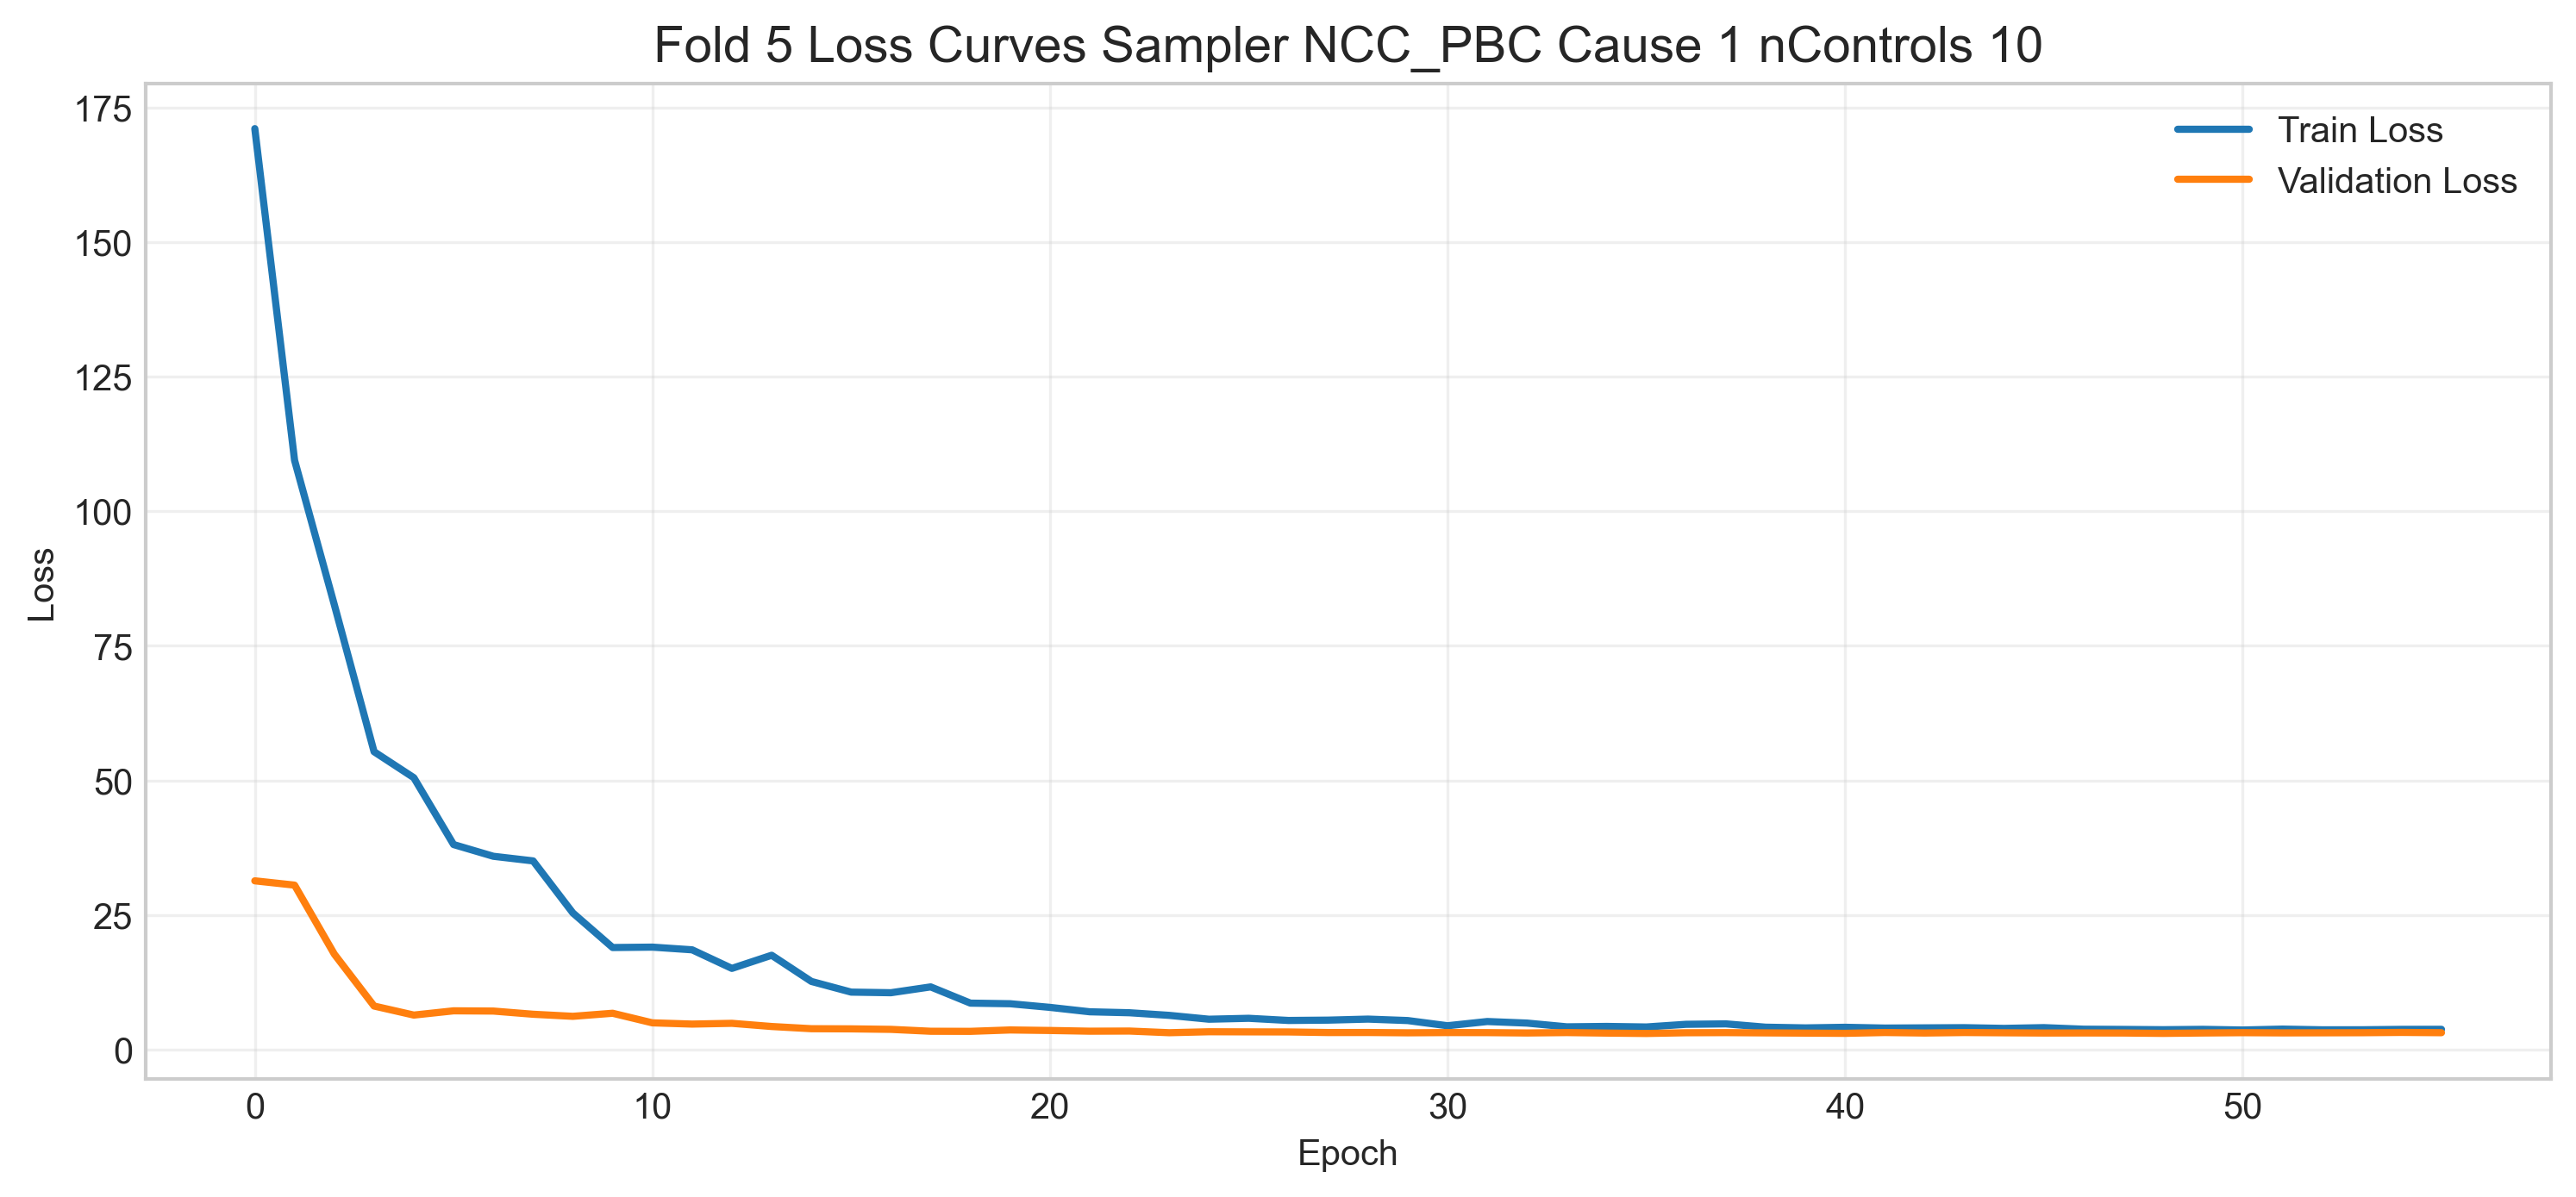 Fold 5 Loss Curves Sampler NCC_PBC Cause 1 nControls 10
Train Loss
Validation Loss
175
150
125
100
75
50
25
0
Loss
0 10 20 30 40 50
Epoch